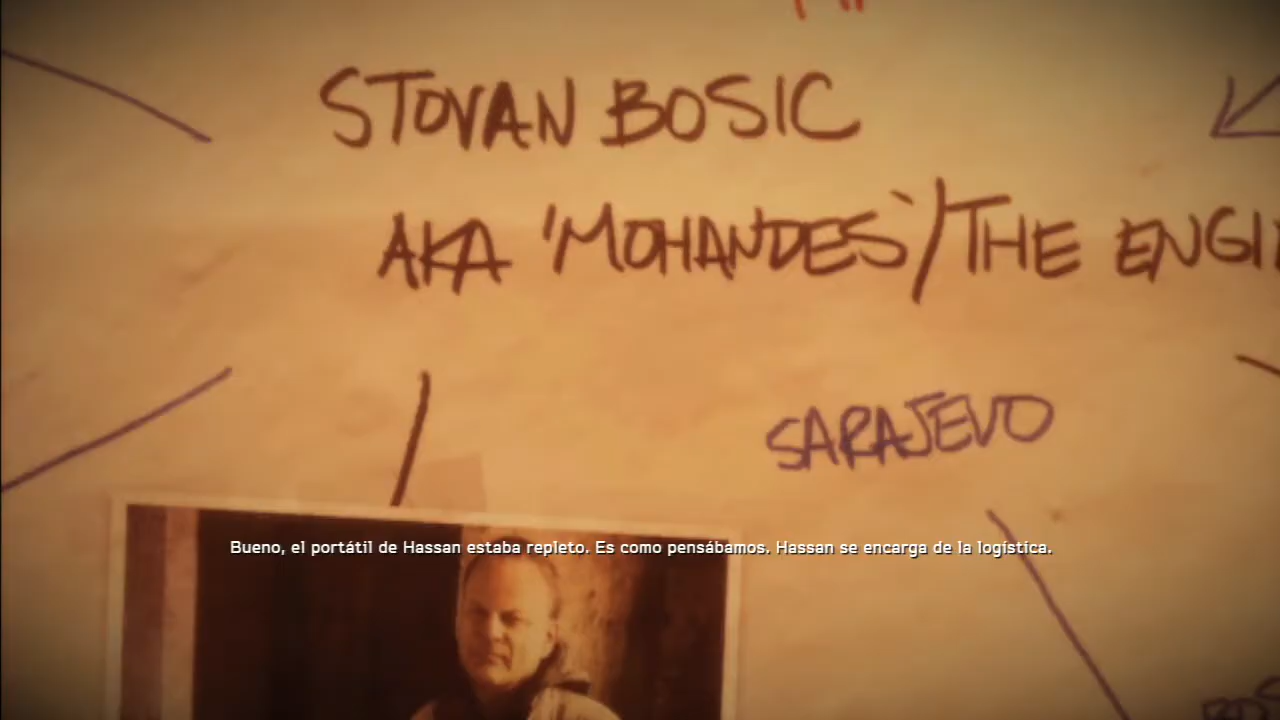 STOVAN BOSIC
AKA 'MOHANDES'/THE ENGI
SARAJEVO
Bueno, el portátil de Hassan estaba repleto. Es como pensábamos. Hassan se encarga de la logística.